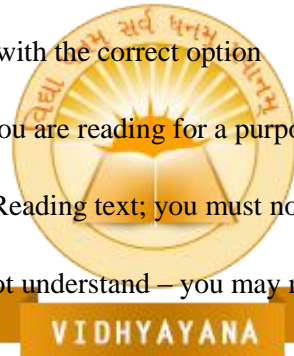 with the correct option
ou are reading for a purpo
Reading text; you must no
ot understand – you may
VIDHYAYANA